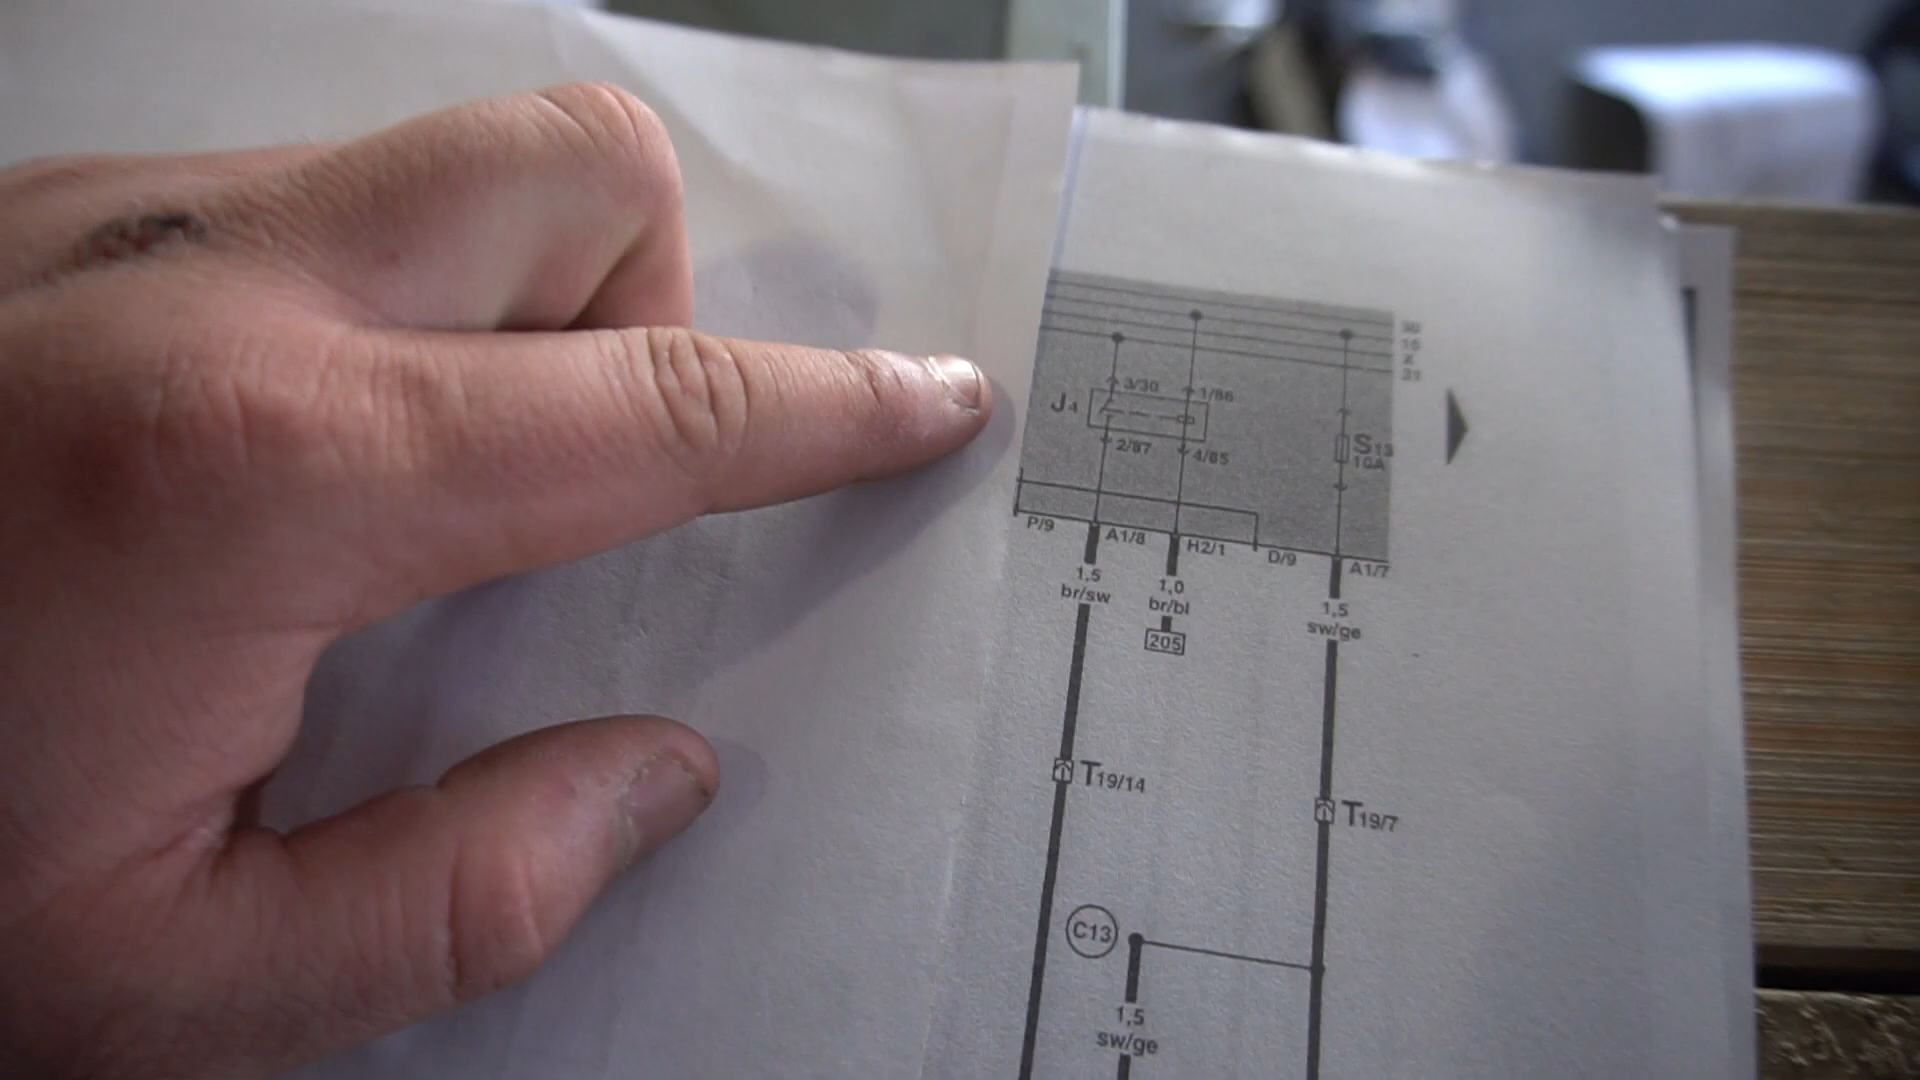 30
15
X
31
3/30
1/86
J4
2/87
4/85
S13
10A
P/9
A1/8
H2/1
D/9
A1/7
1,5
br/sw
1,0
br/bl
205
1,5
sw/ge
T19/14
T19/7
C13
1,5
sw/ge